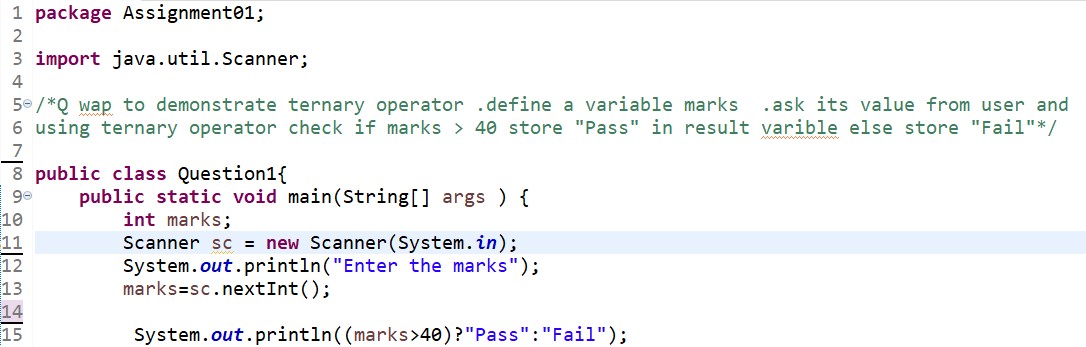 1 package Assignment01;
2
3 import java.util.Scanner;
4
5 /*Q wap to demonstrate ternary operator .define a variable marks  .ask its value from user and
6 using ternary operator check if marks > 40 store "Pass" in result varible else store "Fail"*/
7
8 public class Question1{
9     public static void main(String[] args ) {
10         int marks;
11         Scanner sc = new Scanner(System.in);
12         System.out.println("Enter the marks");
13         marks=sc.nextInt();
14
15          System.out.println((marks>40)?"Pass":"Fail");